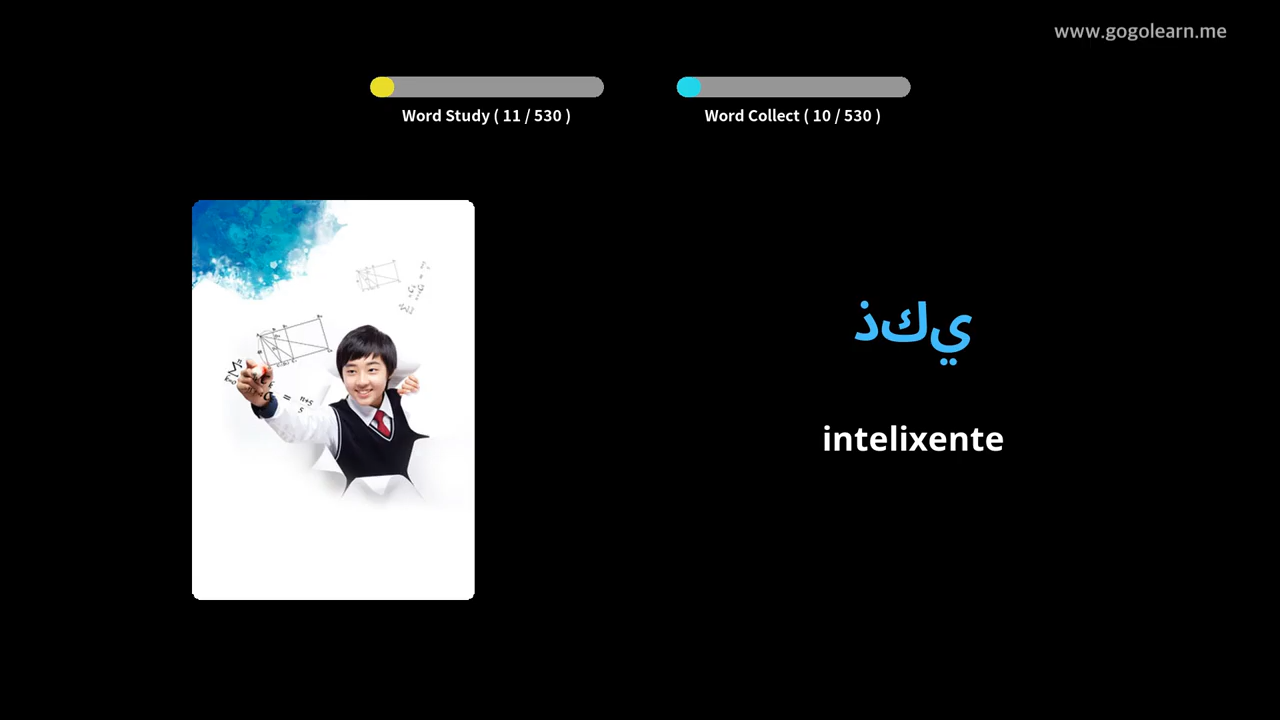 www.gogolearn.me
Word Study ( 11 / 530 )
Word Collect ( 10 / 530 )
ذكي
intelixente